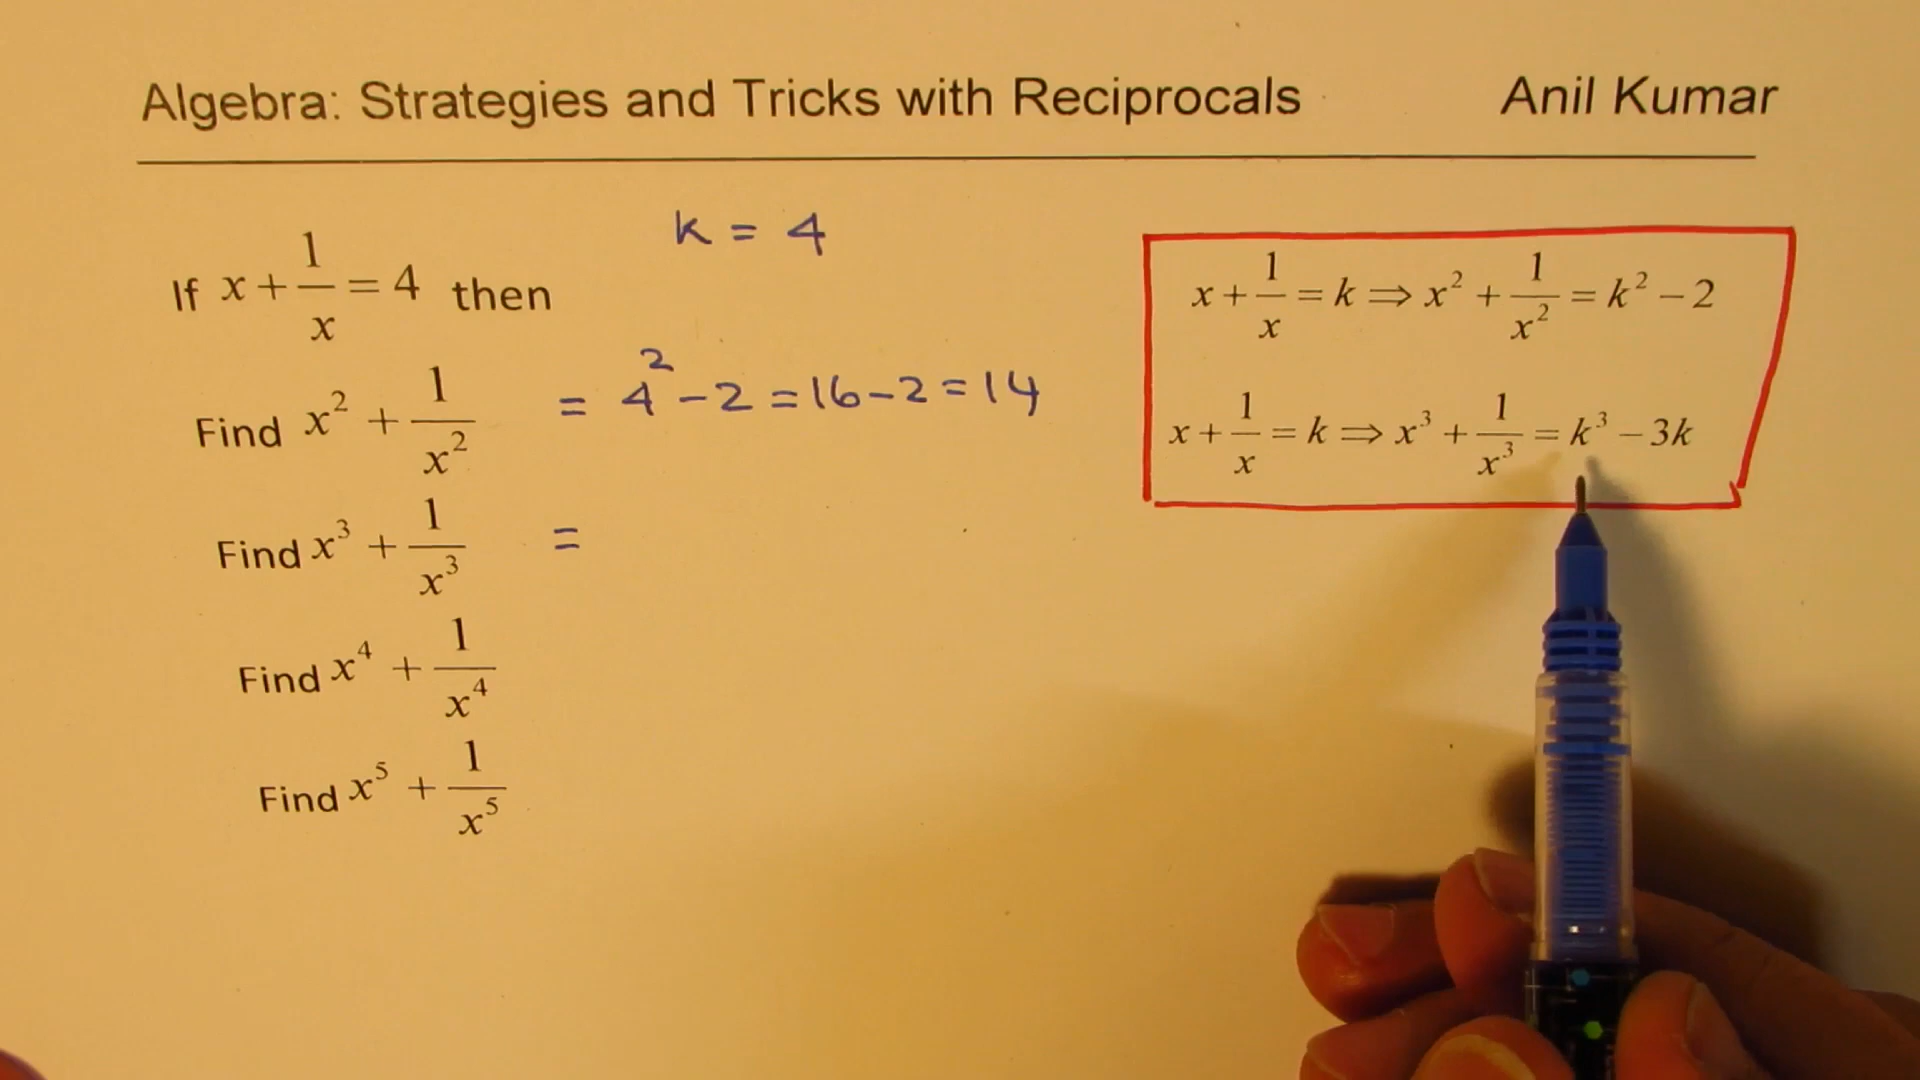 Algebra: Strategies and Tricks with Reciprocals Anil Kumar
k = 4
If x + 1/x = 4 then
x + 1/x = k ⇒ x² + 1/x² = k² − 2
Find x² + 1/x² = 4² − 2 = 16 − 2 = 14
x + 1/x = k ⇒ x³ + 1/x³ = k³ − 3k
Find x³ + 1/x³ =
Find x⁴ + 1/x⁴
Find x⁵ + 1/x⁵